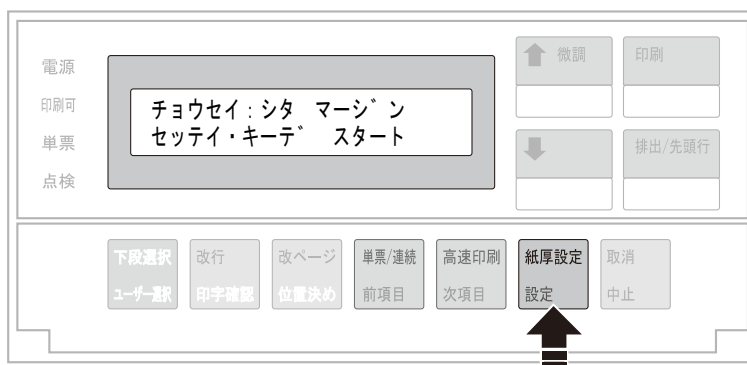 電源
印刷可
単票
点検
チョウセイ:シタ マージ゛ン
セッテイ・キーデ゛ スタート
微調
印刷
排出/先頭行
下段選択
ユーザー選択
改行
印字確認
改ページ
位置決め
単票/連続
前項目
高速印刷
次項目
紙厚設定
設定
取消
中止